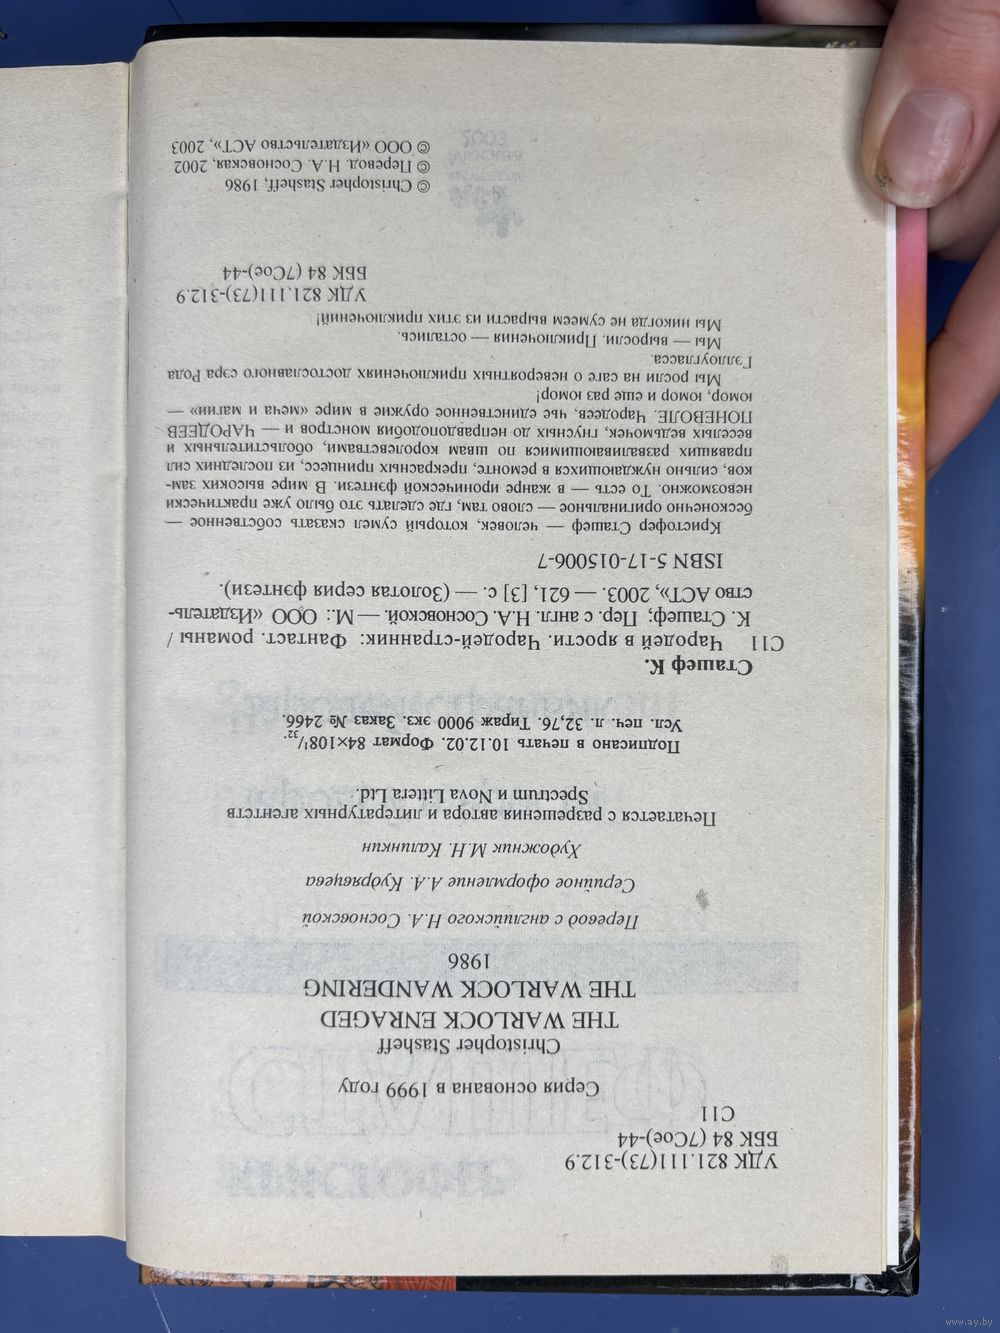 УДК 821.111(73)-312.9
ББК 84 (7Сое)-44
С11
Серия основана в 1999 году
Christopher Stasheff
THE WARLOCK ENRAGED
THE WARLOCK WANDERING
1986
Перевод с английского Н.А. Сосновской
Серийное оформление А.А. Кудрявцева
Художник М.Н. Калинкин
Печатается с разрешения автора и литературных агентств
Spectrum и Nova Littera Ltd.
Подписано в печать 10.12.02. Формат 84×108¹/₃₂.
Усл. печ. л. 32,76. Тираж 9000 экз. Заказ № 2466.
Сташеф К.
С11 Чародей в ярости. Чародей-странник: Фантаст. романы /
К. Сташеф; Пер. с англ. Н.А. Сосновской. — М.: ООО «Издатель-
ство АСТ», 2003. — 621, [3] с. — (Золотая серия фэнтези).
ISBN 5-17-015006-7
Кристофер Сташеф — человек, который сумел сказать собственное —
бесконечно оригинальное — слово там, где сделать это было уже практически
невозможно. То есть — в жанре иронической фэнтези. В мире высоких зам-
ков, сильно нуждающихся в ремонте, прекрасных принцесс, из последних сил
правящих разваливающимися по швам королевствами, обольстительных и
веселых ведьмочек, гнусных до неправдоподобия монстров и — ЧАРОДЕЕВ
ПОНЕВОЛЕ. Чародеев, чье единственное оружие в мире «меча и магии» —
юмор, юмор и еще раз юмор!
Мы росли на саге о невероятных приключениях достославного сэра Рода
Гэллоугласса.
Мы — выросли. Приключения — остались.
Мы никогда не сумеем вырасти из этих приключений!
УДК 821.111(73)-312.9
ББК 84 (7Сое)-44
© Christopher Stasheff, 1986
© Перевод. Н.А. Сосновская, 2002
© ООО «Издательство АСТ», 2003
www.ay.by